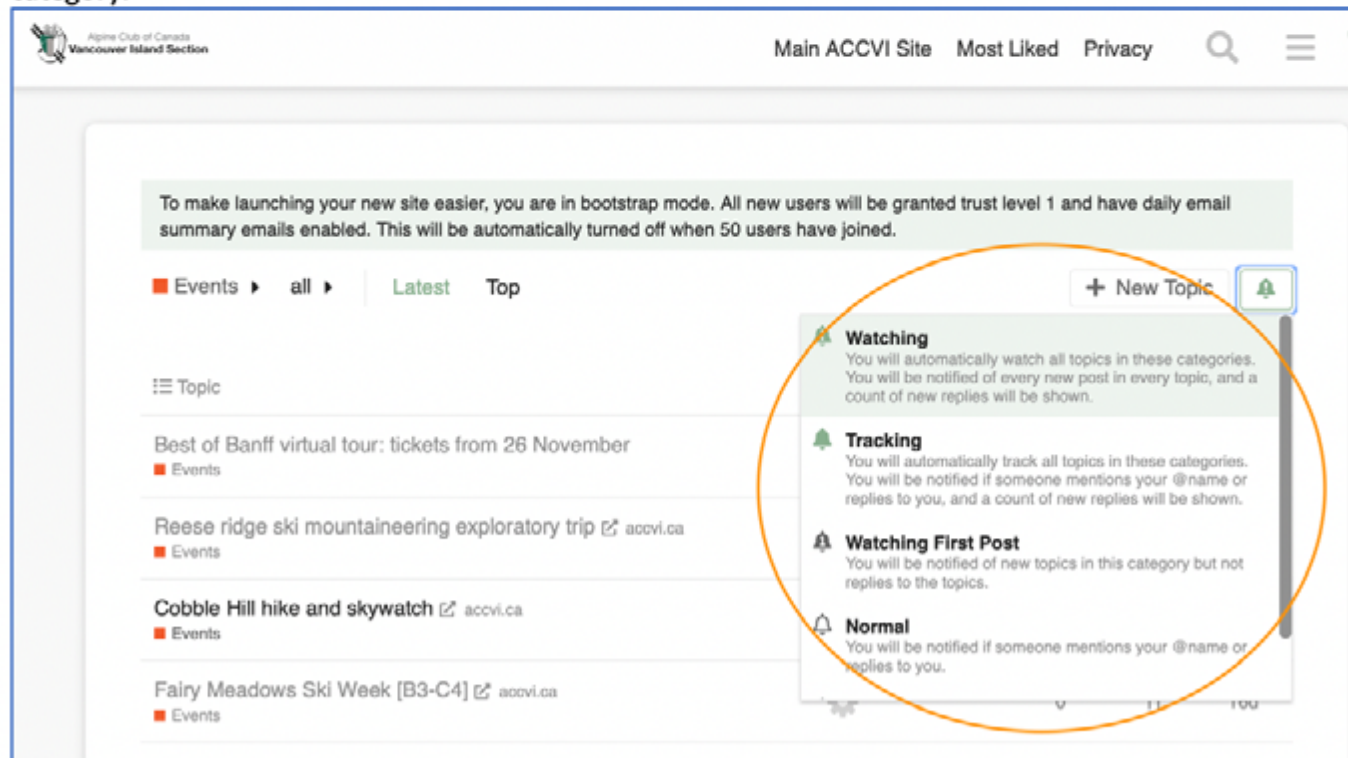 Alpine Club of Canada
Vancouver Island Section
Main ACCVI Site Most Liked Privacy
To make launching your new site easier, you are in bootstrap mode. All new users will be granted trust level 1 and have daily email
summary emails enabled. This will be automatically turned off when 50 users have joined.
Events all Latest Top
+ New Topic
Topic
Best of Banff virtual tour: tickets from 26 November
Events
Reese ridge ski mountaineering exploratory trip accvi.ca
Events
Cobble Hill hike and skywatch accvi.ca
Events
Fairy Meadows Ski Week [B3-C4] accvi.ca
Events
Watching
You will automatically watch all topics in these categories.
You will be notified of every new post in every topic, and a
count of new replies will be shown.
Tracking
You will automatically track all topics in these categories.
You will be notified if someone mentions your @name or
replies to you, and a count of new replies will be shown.
Watching First Post
You will be notified of new topics in this category but not
replies to the topics.
Normal
You will be notified if someone mentions your @name or
replies to you.